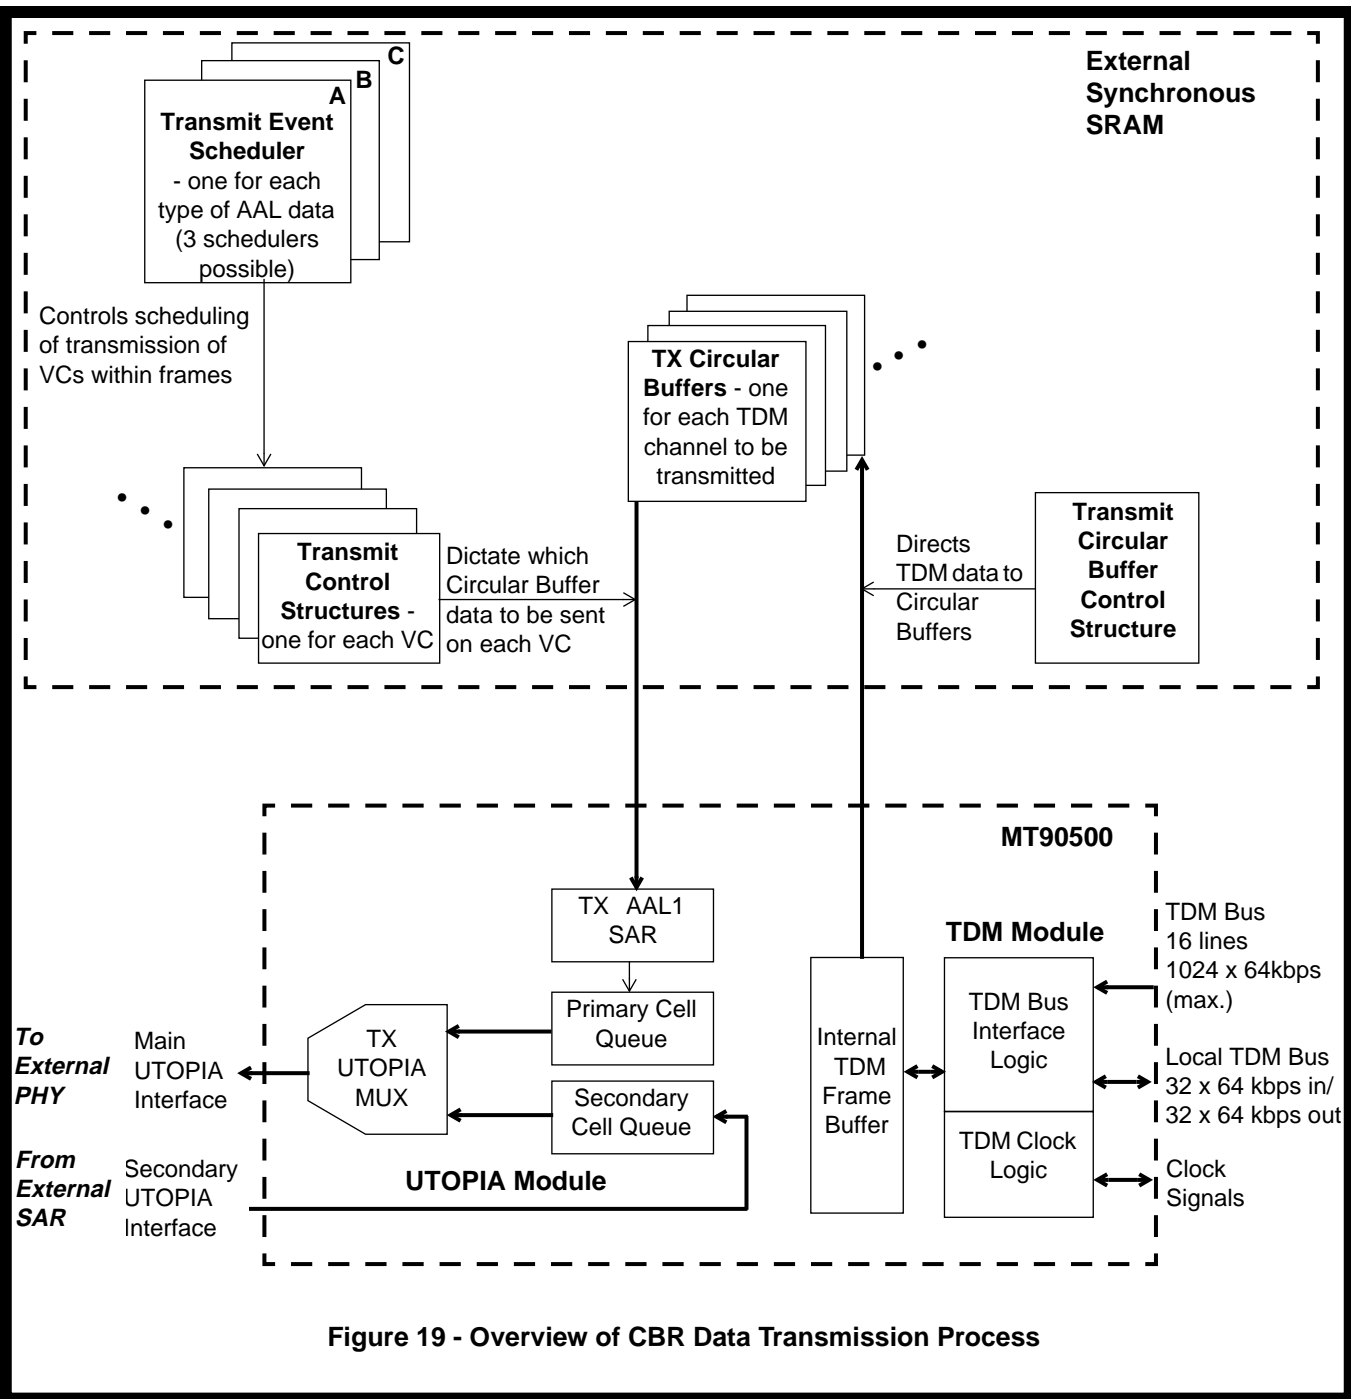 External
Synchronous
SRAM
C
B
A
Transmit Event
Scheduler
- one for each
type of AAL data
(3 schedulers
possible)
Controls scheduling
of transmission of
VCs within frames
TX Circular
Buffers - one
for each TDM
channel to be
transmitted
Transmit
Control
Structures -
one for each VC
Dictate which
Circular Buffer
data to be sent
on each VC
Directs
TDM data to
Circular
Buffers
Transmit
Circular
Buffer
Control
Structure
MT90500
TX AAL1
SAR
Primary Cell
Queue
Secondary
Cell Queue
TX
UTOPIA
MUX
UTOPIA Module
TDM Module
Internal
TDM
Frame
Buffer
TDM Bus
Interface
Logic
TDM Clock
Logic
TDM Bus
16 lines
1024 x 64kbps
(max.)
Local TDM Bus
32 x 64 kbps in/
32 x 64 kbps out
Clock
Signals
To
External
PHY
Main
UTOPIA
Interface
From
External
SAR
Secondary
UTOPIA
Interface
Figure 19 - Overview of CBR Data Transmission Process